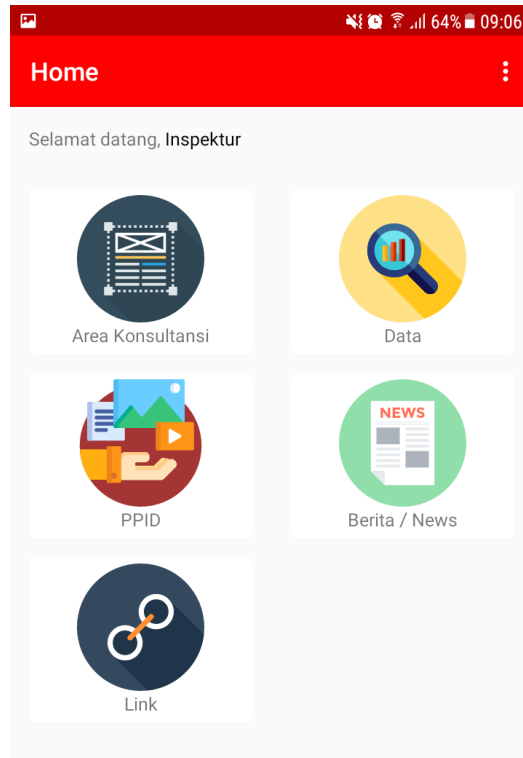 64% 09:06
Home
Selamat datang, Inspektur
Area Konsultansi
Data
PPID
NEWS
Berita / News
Link